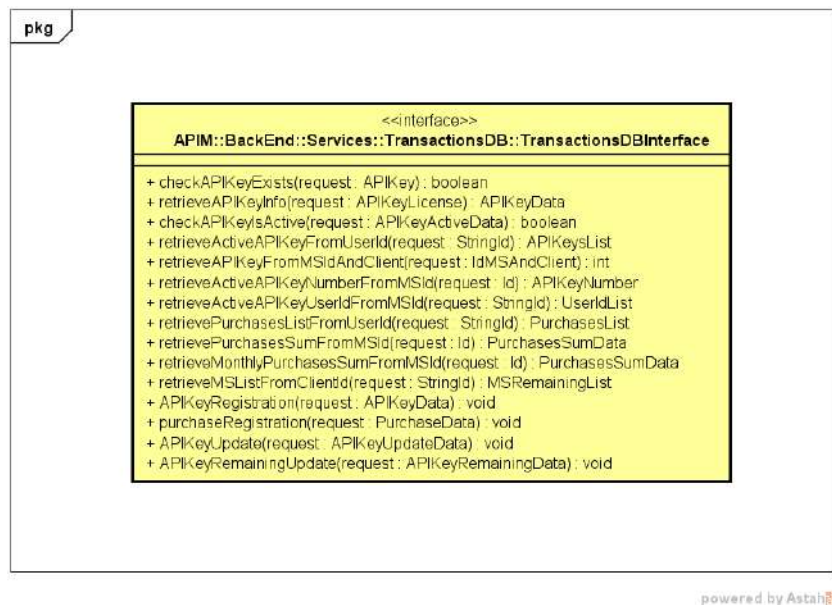 pkg
<<interface>>
APIM::BackEnd::Services::TransactionsDB::TransactionsDBInterface
+ checkAPIKeyExists(request : APIKey) : boolean
+ retrieveAPIKeyInfo(request : APIKeyLicense) : APIKeyData
+ checkAPIKeyIsActive(request : APIKeyActiveData) : boolean
+ retrieveActiveAPIKeyFromUserId(request : StringId) : APIKeysList
+ retrieveAPIKeyFromMSIdAndClient(request : IdMSAndClient) : int
+ retrieveActiveAPIKeyNumberFromMSId(request : Id) : APIKeyNumber
+ retrieveActiveAPIKeyUserIdFromMSId(request : StringId) : UserIdList
+ retrievePurchasesListFromUserId(request : StringId) : PurchasesList
+ retrievePurchasesSumFromMSId(request : Id) : PurchasesSumData
+ retrieveMonthlyPurchasesSumFromMSId(request : Id) : PurchasesSumData
+ retrieveMSListFromClientId(request : StringId) : MSRemainingList
+ APIKeyRegistration(request : APIKeyData) : void
+ purchaseRegistration(request : PurchaseData) : void
+ APIKeyUpdate(request : APIKeyUpdateData) : void
+ APIKeyRemainingUpdate(request : APIKeyRemainingData) : void
powered by Astah